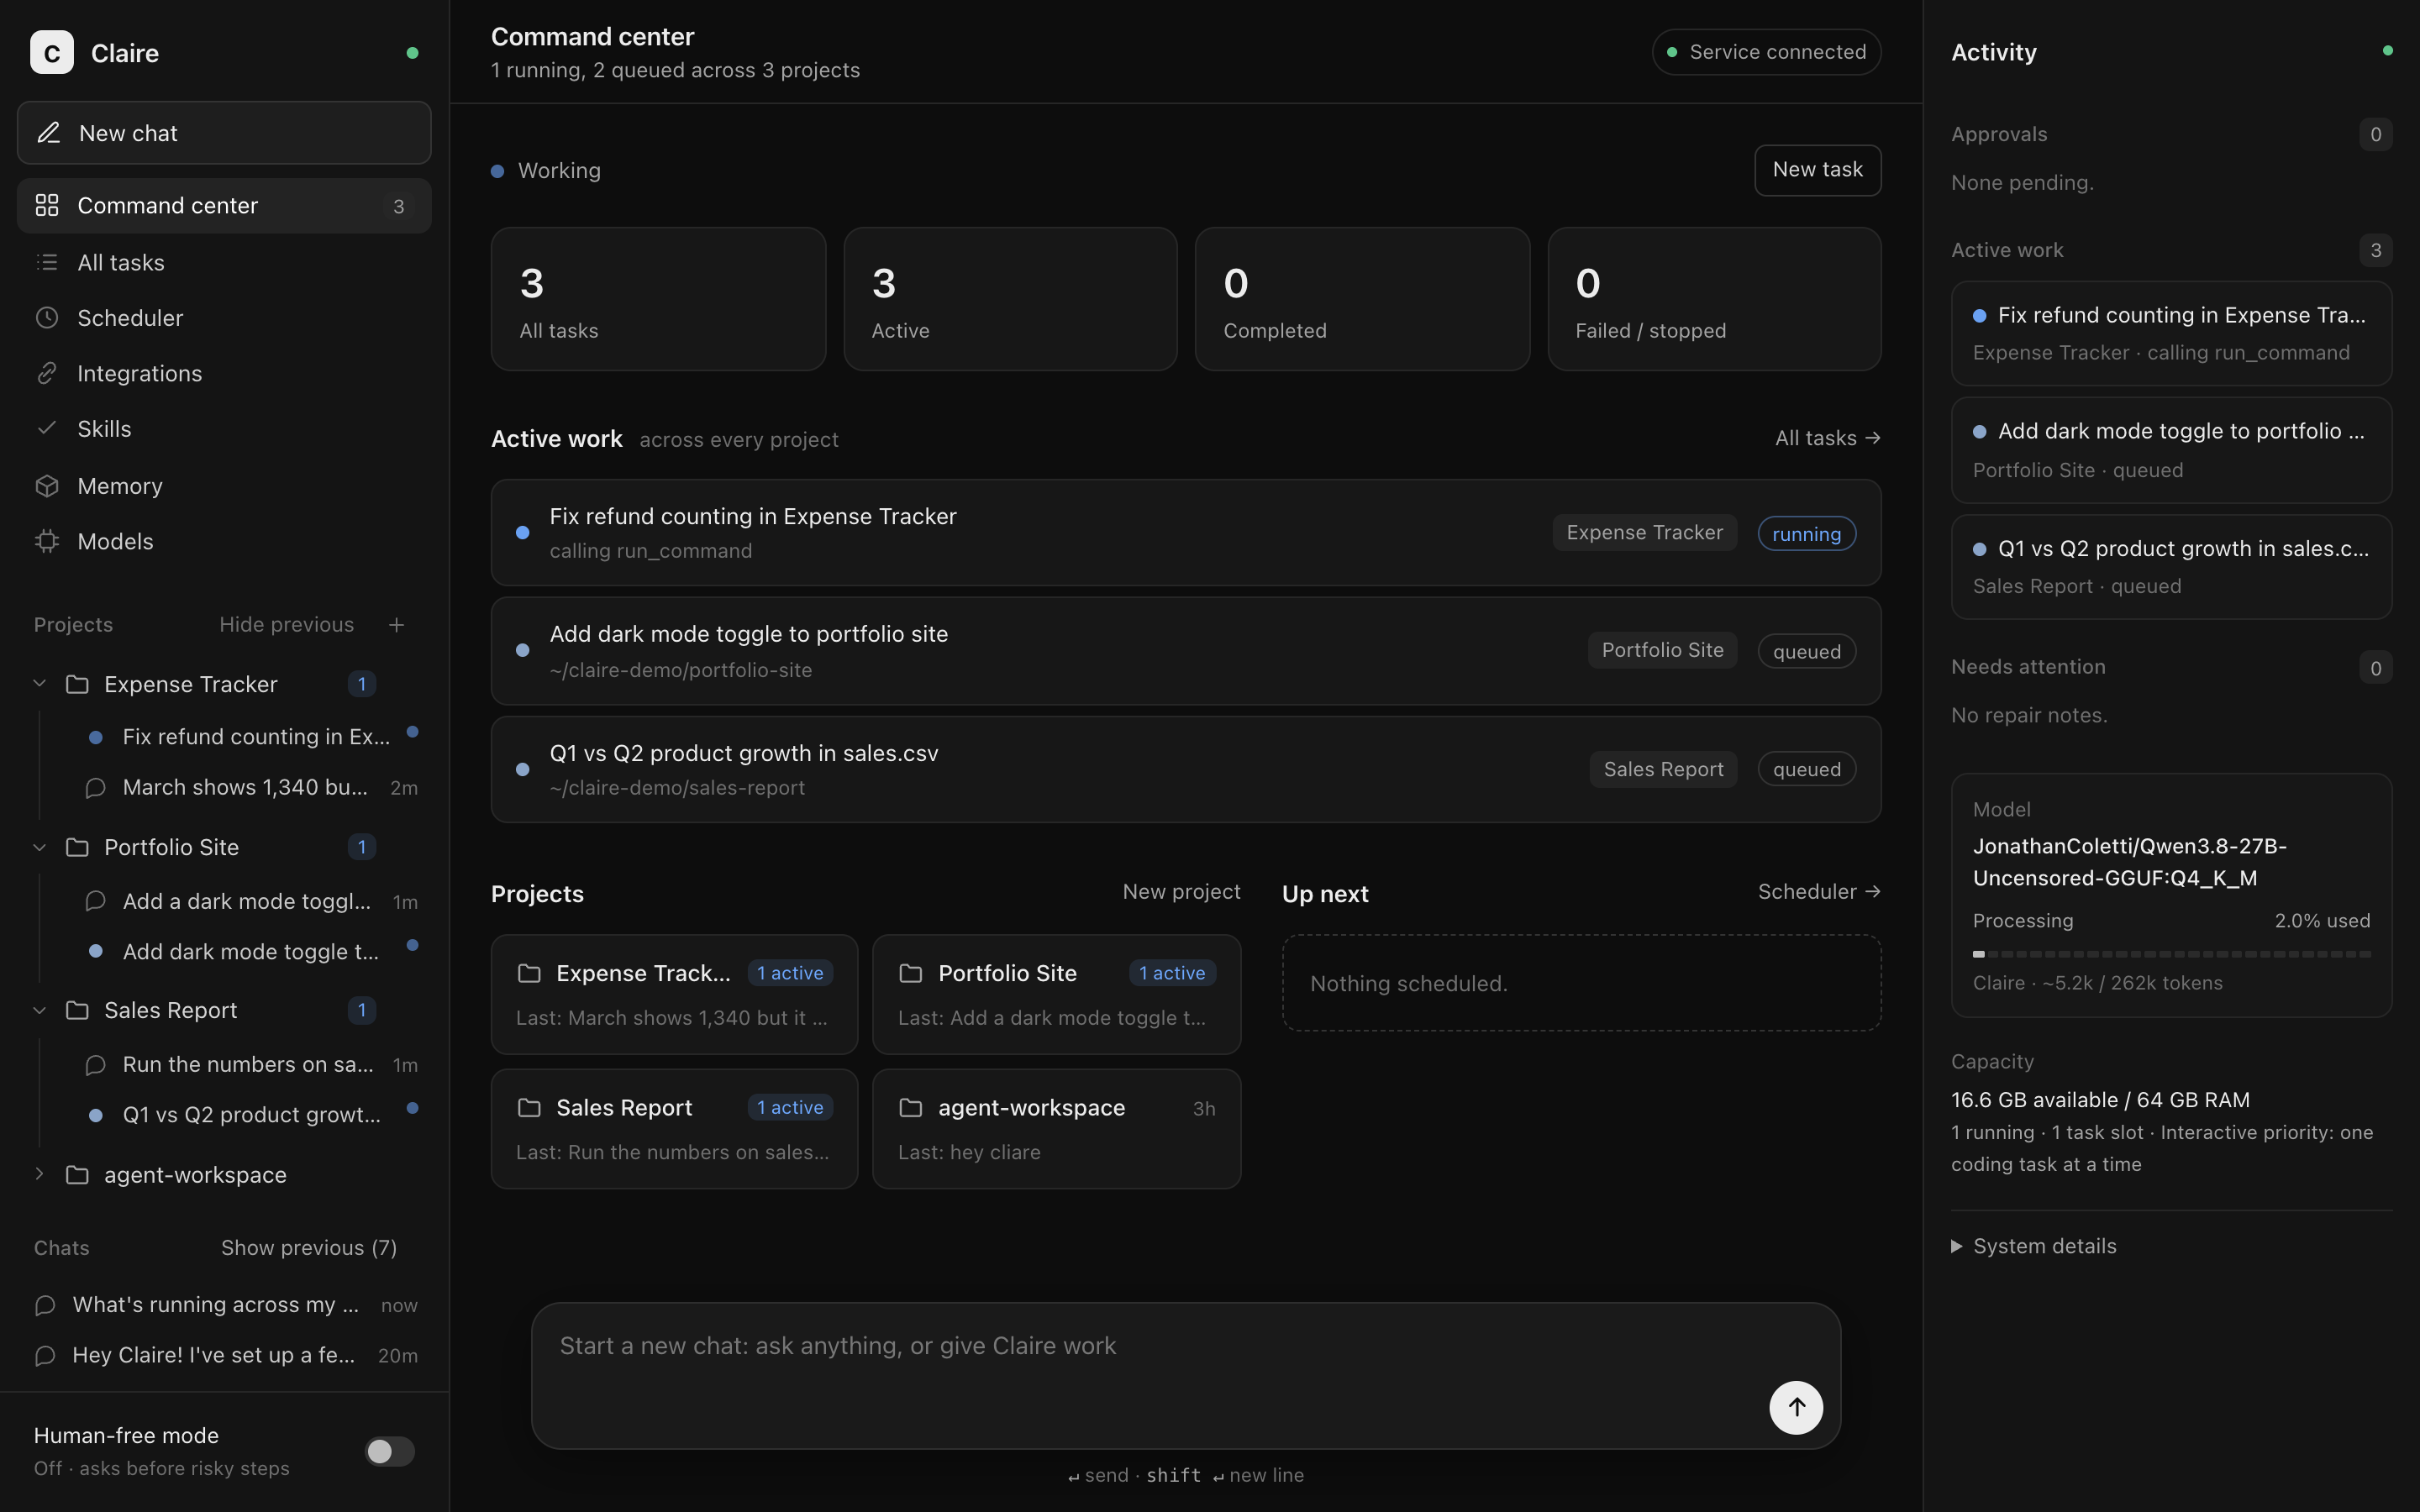 C Claire
New chat
Command center 3
All tasks
Scheduler
Integrations
Skills
Memory
Models
Projects Hide previous +
Expense Tracker 1
Fix refund counting in Ex...
March shows 1,340 bu... 2m
Portfolio Site 1
Add a dark mode toggl... 1m
Add dark mode toggle t...
Sales Report 1
Run the numbers on sa... 1m
Q1 vs Q2 product growt...
agent-workspace
Chats Show previous (7)
What's running across my ... now
Hey Claire! I've set up a fe... 20m
Human-free mode
Off · asks before risky steps
Command center
1 running, 2 queued across 3 projects
Service connected
Working
New task
3
All tasks
3
Active
0
Completed
0
Failed / stopped
Active work across every project
All tasks →
Fix refund counting in Expense Tracker
calling run_command
Expense Tracker running
Add dark mode toggle to portfolio site
~/claire-demo/portfolio-site
Portfolio Site queued
Q1 vs Q2 product growth in sales.csv
~/claire-demo/sales-report
Sales Report queued
Projects New project
Expense Track... 1 active
Last: March shows 1,340 but it ...
Portfolio Site 1 active
Last: Add a dark mode toggle t...
Sales Report 1 active
Last: Run the numbers on sales...
agent-workspace 3h
Last: hey cliare
Up next Scheduler →
Nothing scheduled.
Start a new chat: ask anything, or give Claire work
↵ send · shift ↵ new line
Activity
Approvals 0
None pending.
Active work 3
Fix refund counting in Expense Tra...
Expense Tracker · calling run_command
Add dark mode toggle to portfolio ...
Portfolio Site · queued
Q1 vs Q2 product growth in sales.c...
Sales Report · queued
Needs attention 0
No repair notes.
Model
JonathanColetti/Qwen3.8-27B-
Uncensored-GGUF:Q4_K_M
Processing 2.0% used
Claire · ~5.2k / 262k tokens
Capacity
16.6 GB available / 64 GB RAM
1 running · 1 task slot · Interactive priority: one
coding task at a time
System details